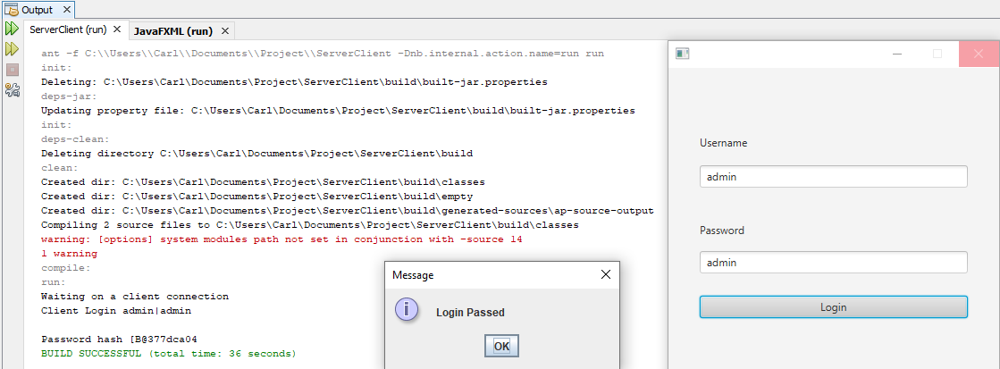 Output
ServerClient (run)
JavaFXML (run)
ant -f C:\\Users\\Carl\\Documents\\Project\\ServerClient -Dnb.internal.action.name=run run
init:
Deleting: C:\Users\Carl\Documents\Project\ServerClient\build\built-jar.properties
deps-jar:
Updating property file: C:\Users\Carl\Documents\Project\ServerClient\build\built-jar.properties
init:
deps-clean:
Deleting directory C:\Users\Carl\Documents\Project\ServerClient\build
clean:
Created dir: C:\Users\Carl\Documents\Project\ServerClient\build\classes
Created dir: C:\Users\Carl\Documents\Project\ServerClient\build\empty
Created dir: C:\Users\Carl\Documents\Project\ServerClient\build\generated-sources\ap-source-output
Compiling 2 source files to C:\Users\Carl\Documents\Project\ServerClient\build\classes
warning: [options] system modules path not set in conjunction with -source 14
1 warning
compile:
run:
Waiting on a client connection
Client Login admin|admin
Password hash [B@377dca04
BUILD SUCCESSFUL (total time: 36 seconds)
Message
Login Passed
OK
Username
admin
Password
admin
Login